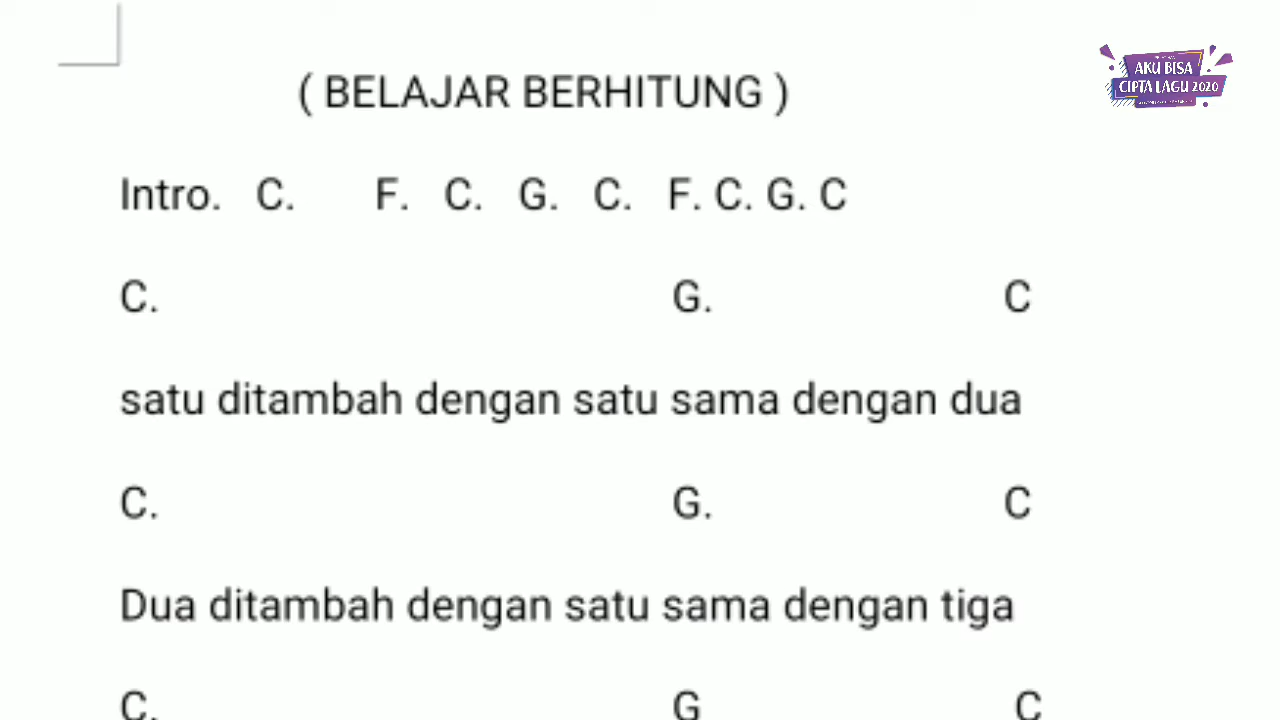 ( BELAJAR BERHITUNG )
AKU BISA
CIPTA LAGU 2020
Intro. C. F. C. G. C. F. C. G. C
C. G. C
satu ditambah dengan satu sama dengan dua
C. G. C
Dua ditambah dengan satu sama dengan tiga
C. G C